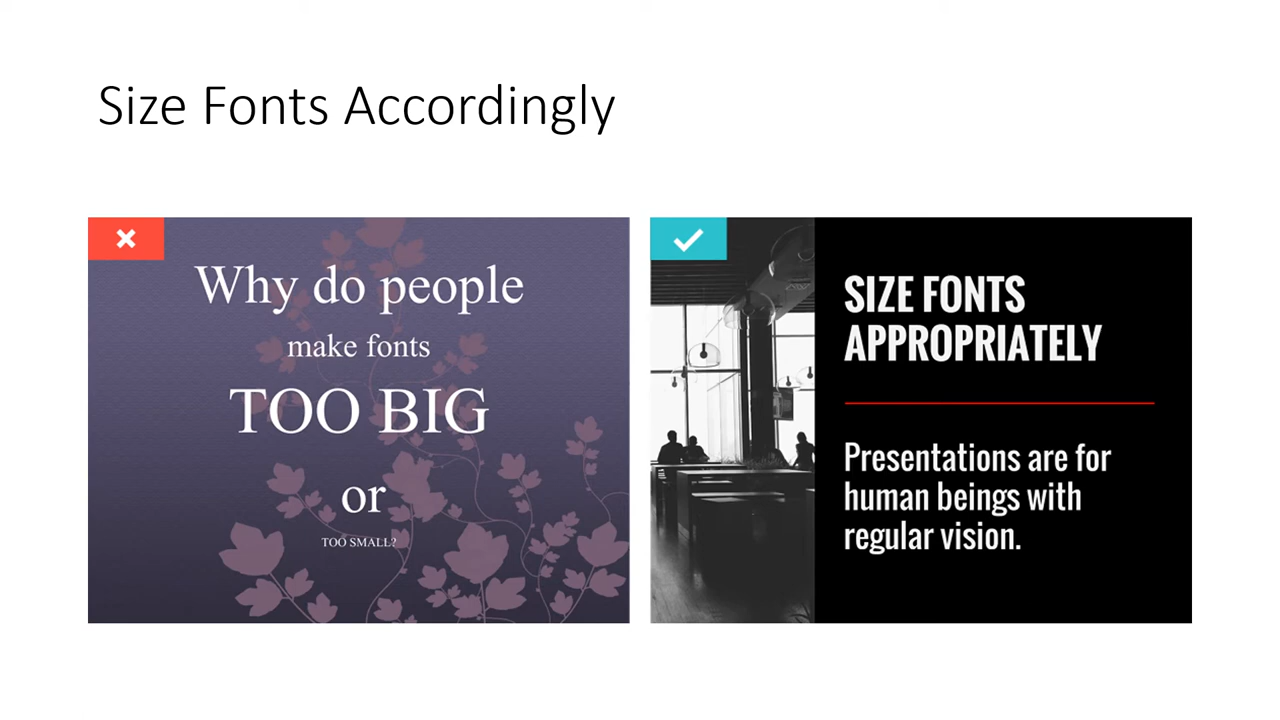 Size Fonts Accordingly
Why do people
make fonts
TOO BIG
or
TOO SMALL?
SIZE FONTS
APPROPRIATELY
Presentations are for
human beings with
regular vision.